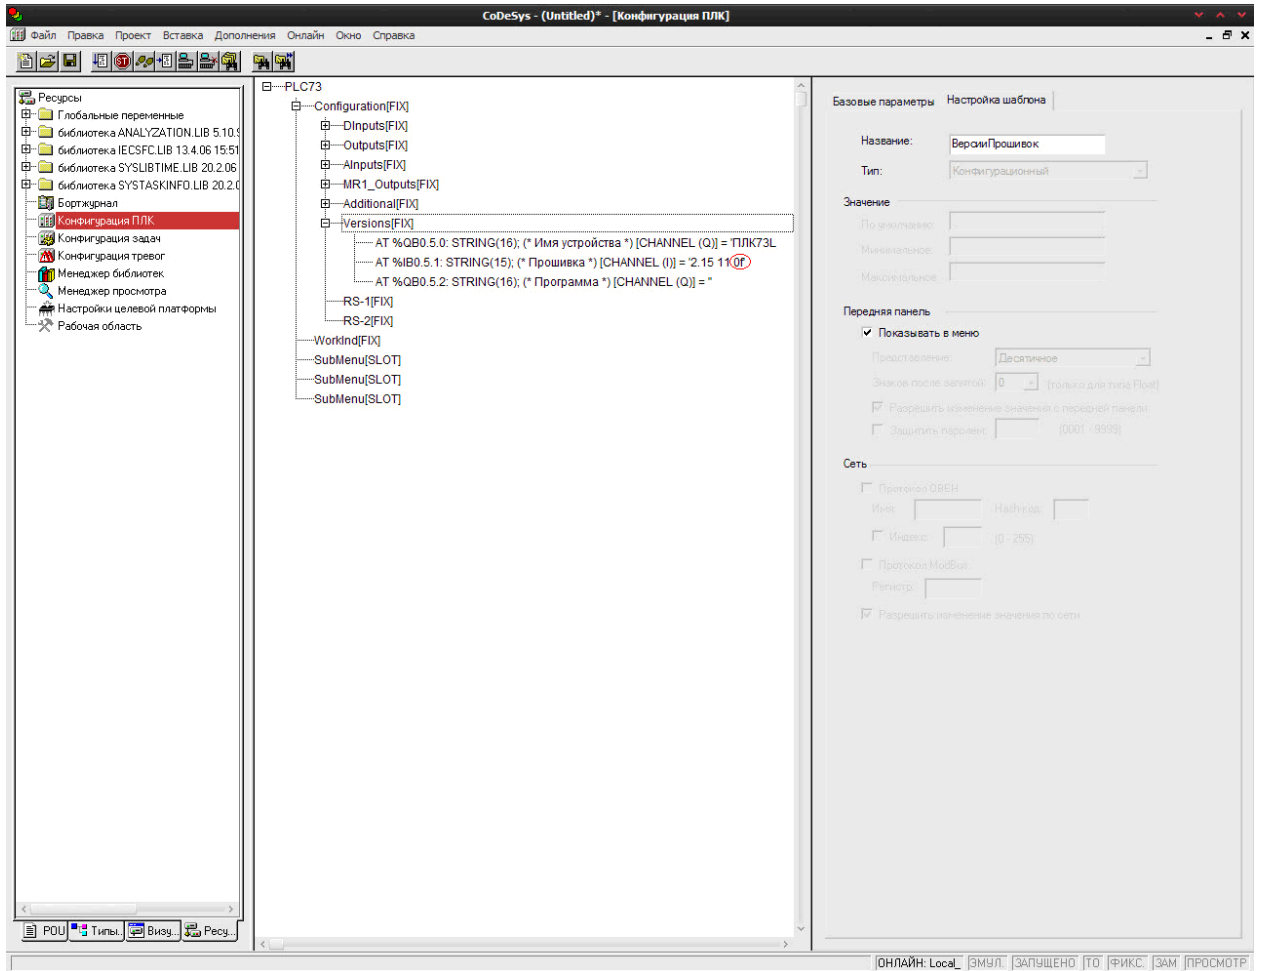 CoDeSys - (Untitled)* - [Конфигурация ПЛК]
Файл Правка Проект Вставка Дополнения Онлайн Окно Справка
Ресурсы
Глобальные переменные
библиотека ANALYZATION.LIB 5.10.9
библиотека IECSFC.LIB 13.4.06 15:51
библиотека SYSLIBTIME.LIB 20.2.06
библиотека SYSTASKINFO.LIB 20.2.0
Бортжурнал
Конфигурация ПЛК
Конфигурация задач
Конфигурация тревог
Менеджер библиотек
Менеджер просмотра
Настройки целевой платформы
Рабочая область
POU Типы.. Визу... Ресу...
PLC73
Configuration[FIX]
DInputs[FIX]
Outputs[FIX]
AInputs[FIX]
MR1_Outputs[FIX]
Additional[FIX]
Versions[FIX]
AT %QB0.5.0: STRING(16); (* Имя устройства *) [CHANNEL (Q)] = 'ПЛК73L
AT %IB0.5.1: STRING(15); (* Прошивка *) [CHANNEL (I)] = '2.15 11 0f'
AT %QB0.5.2: STRING(16); (* Программа *) [CHANNEL (Q)] = ''
RS-1[FIX]
RS-2[FIX]
WorkInd[FIX]
SubMenu[SLOT]
SubMenu[SLOT]
SubMenu[SLOT]
Базовые параметры Настройка шаблона
Название: ВерсииПрошивок
Тип: Конфигурационный
Значение
По умолчанию:
Минимальное:
Максимальное:
Передняя панель
Показывать в меню
Представление: Десятичное
Знаков после запятой: 0 (только для типа Float)
Разрешить изменение значения с передней панели
Защитить паролем: (0001 - 9999)
Сеть
Протокол ОВЕН
Имя: Hash-код:
Индекс: (0 - 255)
Протокол ModBus
Регистр:
Разрешить изменение значения по сети
ОНЛАЙН: Local_ ЭМУЛ. ЗАПУЩЕНО ТО ФИКС. ЗАМ ПРОСМОТР